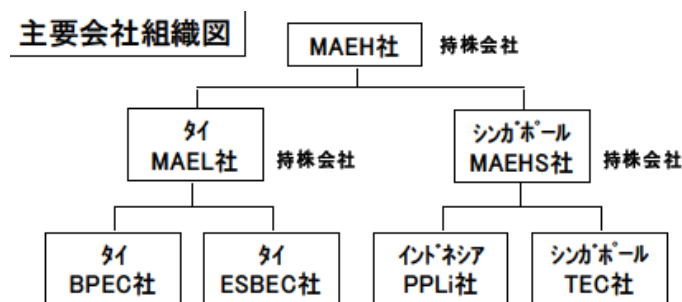 主要会社組織図
MAEH社 持株会社
ﾀｲ
MAEL社 持株会社
ｼﾝｶﾞﾎﾟｰﾙ
MAEHS社 持株会社
ﾀｲ
BPEC社
ﾀｲ
ESBEC社
ｲﾝﾄﾞﾈｼｱ
PPLi社
ｼﾝｶﾞﾎﾟｰﾙ
TEC社